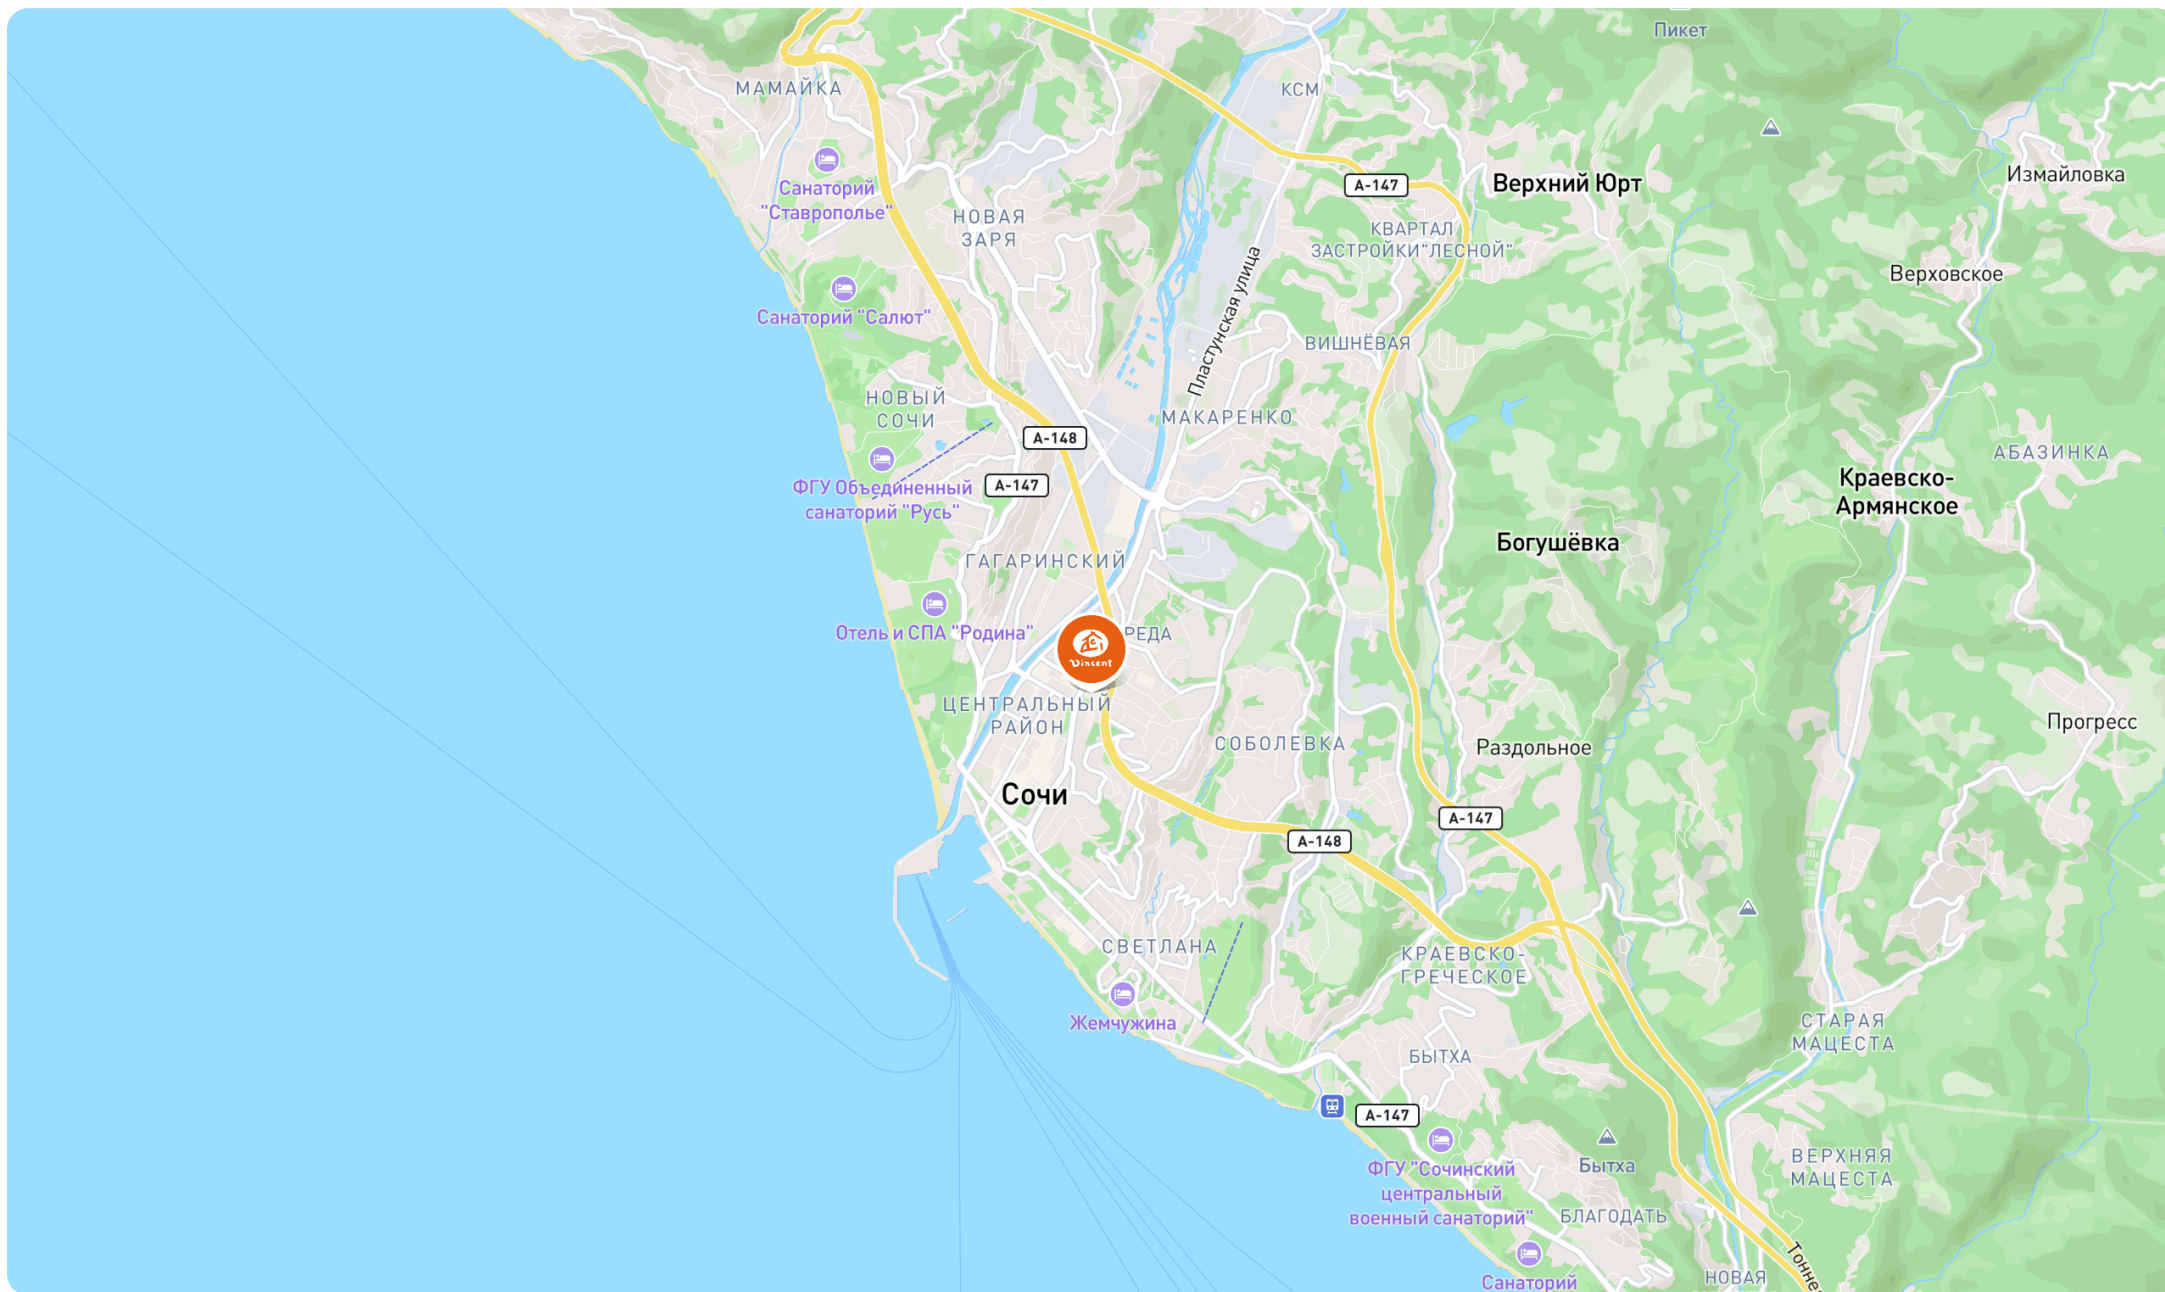 Пикет
МАМАЙКА
КСМ
Санаторий
"Ставрополье"
НОВАЯ
ЗАРЯ
А-147
Верхний Юрт
Измайловка
КВАРТАЛ
ЗАСТРОЙКИ"ЛЕСНОЙ"
Верховское
Санаторий "Салют"
Пластунская улица
ВИШНЁВАЯ
НОВЫЙ
СОЧИ
МАКАРЕНКО
А-148
АБАЗИНКА
ФГУ Объединенный
санаторий "Русь"
А-147
Краевско-
Армянское
Богушёвка
ГАГАРИНСКИЙ
Отель и СПА "Родина"
РЕДА
Vincent
ЦЕНТРАЛЬНЫЙ
РАЙОН
СОБОЛЕВКА
Раздольное
Прогресс
Сочи
А-147
А-148
СВЕТЛАНА
КРАЕВСКО-
ГРЕЧЕСКОЕ
Жемчужина
БЫТХА
СТАРАЯ
МАЦЕСТА
А-147
ФГУ "Сочинский
центральный
военный санаторий"
Бытха
ВЕРХНЯЯ
МАЦЕСТА
БЛАГОДАТЬ
Санаторий
НОВАЯ
Тонне